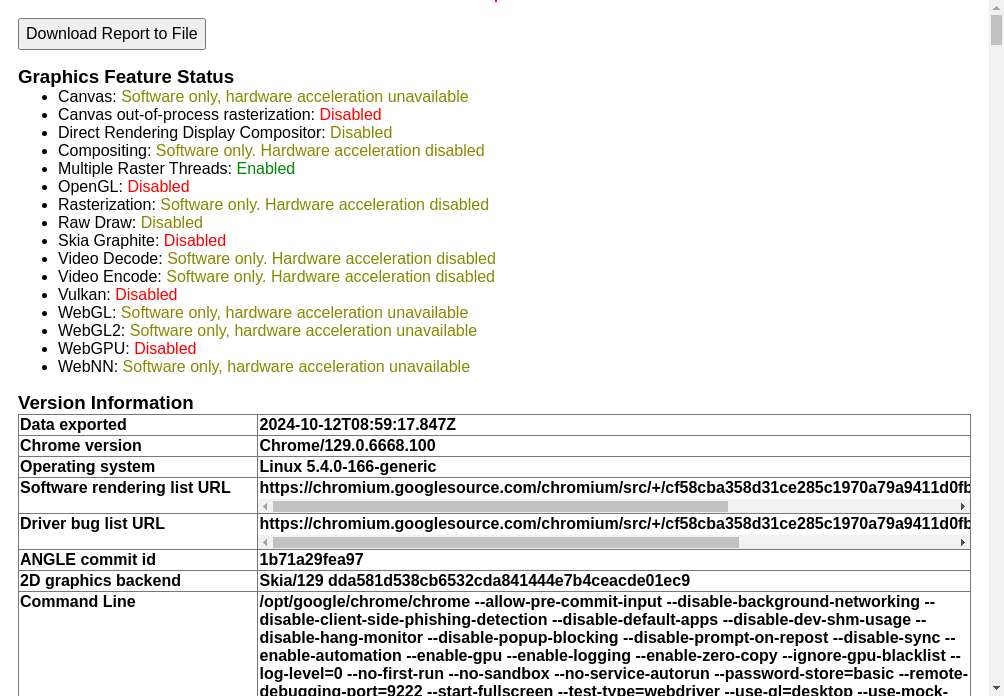 Download Report to File
Graphics Feature Status
Canvas: Software only, hardware acceleration unavailable
Canvas out-of-process rasterization: Disabled
Direct Rendering Display Compositor: Disabled
Compositing: Software only. Hardware acceleration disabled
Multiple Raster Threads: Enabled
OpenGL: Disabled
Rasterization: Software only. Hardware acceleration disabled
Raw Draw: Disabled
Skia Graphite: Disabled
Video Decode: Software only. Hardware acceleration disabled
Video Encode: Software only. Hardware acceleration disabled
Vulkan: Disabled
WebGL: Software only, hardware acceleration unavailable
WebGL2: Software only, hardware acceleration unavailable
WebGPU: Disabled
WebNN: Software only, hardware acceleration unavailable
Version Information
Data exported 2024-10-12T08:59:17.847Z
Chrome version Chrome/129.0.6668.100
Operating system Linux 5.4.0-166-generic
Software rendering list URL https://chromium.googlesource.com/chromium/src/+/cf58cba358d31ce285c1970a79a9411d0fb
Driver bug list URL https://chromium.googlesource.com/chromium/src/+/cf58cba358d31ce285c1970a79a9411d0fb
ANGLE commit id 1b71a29fea97
2D graphics backend Skia/129 dda581d538cb6532cda841444e7b4ceacde01ec9
Command Line /opt/google/chrome/chrome --allow-pre-commit-input --disable-background-networking --
disable-client-side-phishing-detection --disable-default-apps --disable-dev-shm-usage --
disable-hang-monitor --disable-popup-blocking --disable-prompt-on-repost --disable-sync --
enable-automation --enable-gpu --enable-logging --enable-zero-copy --ignore-gpu-blacklist --
log-level=0 --no-first-run --no-sandbox --no-service-autorun --password-store=basic --remote-
debugging-port=9222 --start-fullscreen --test-type=webdriver --use-gl=desktop --use-mock-